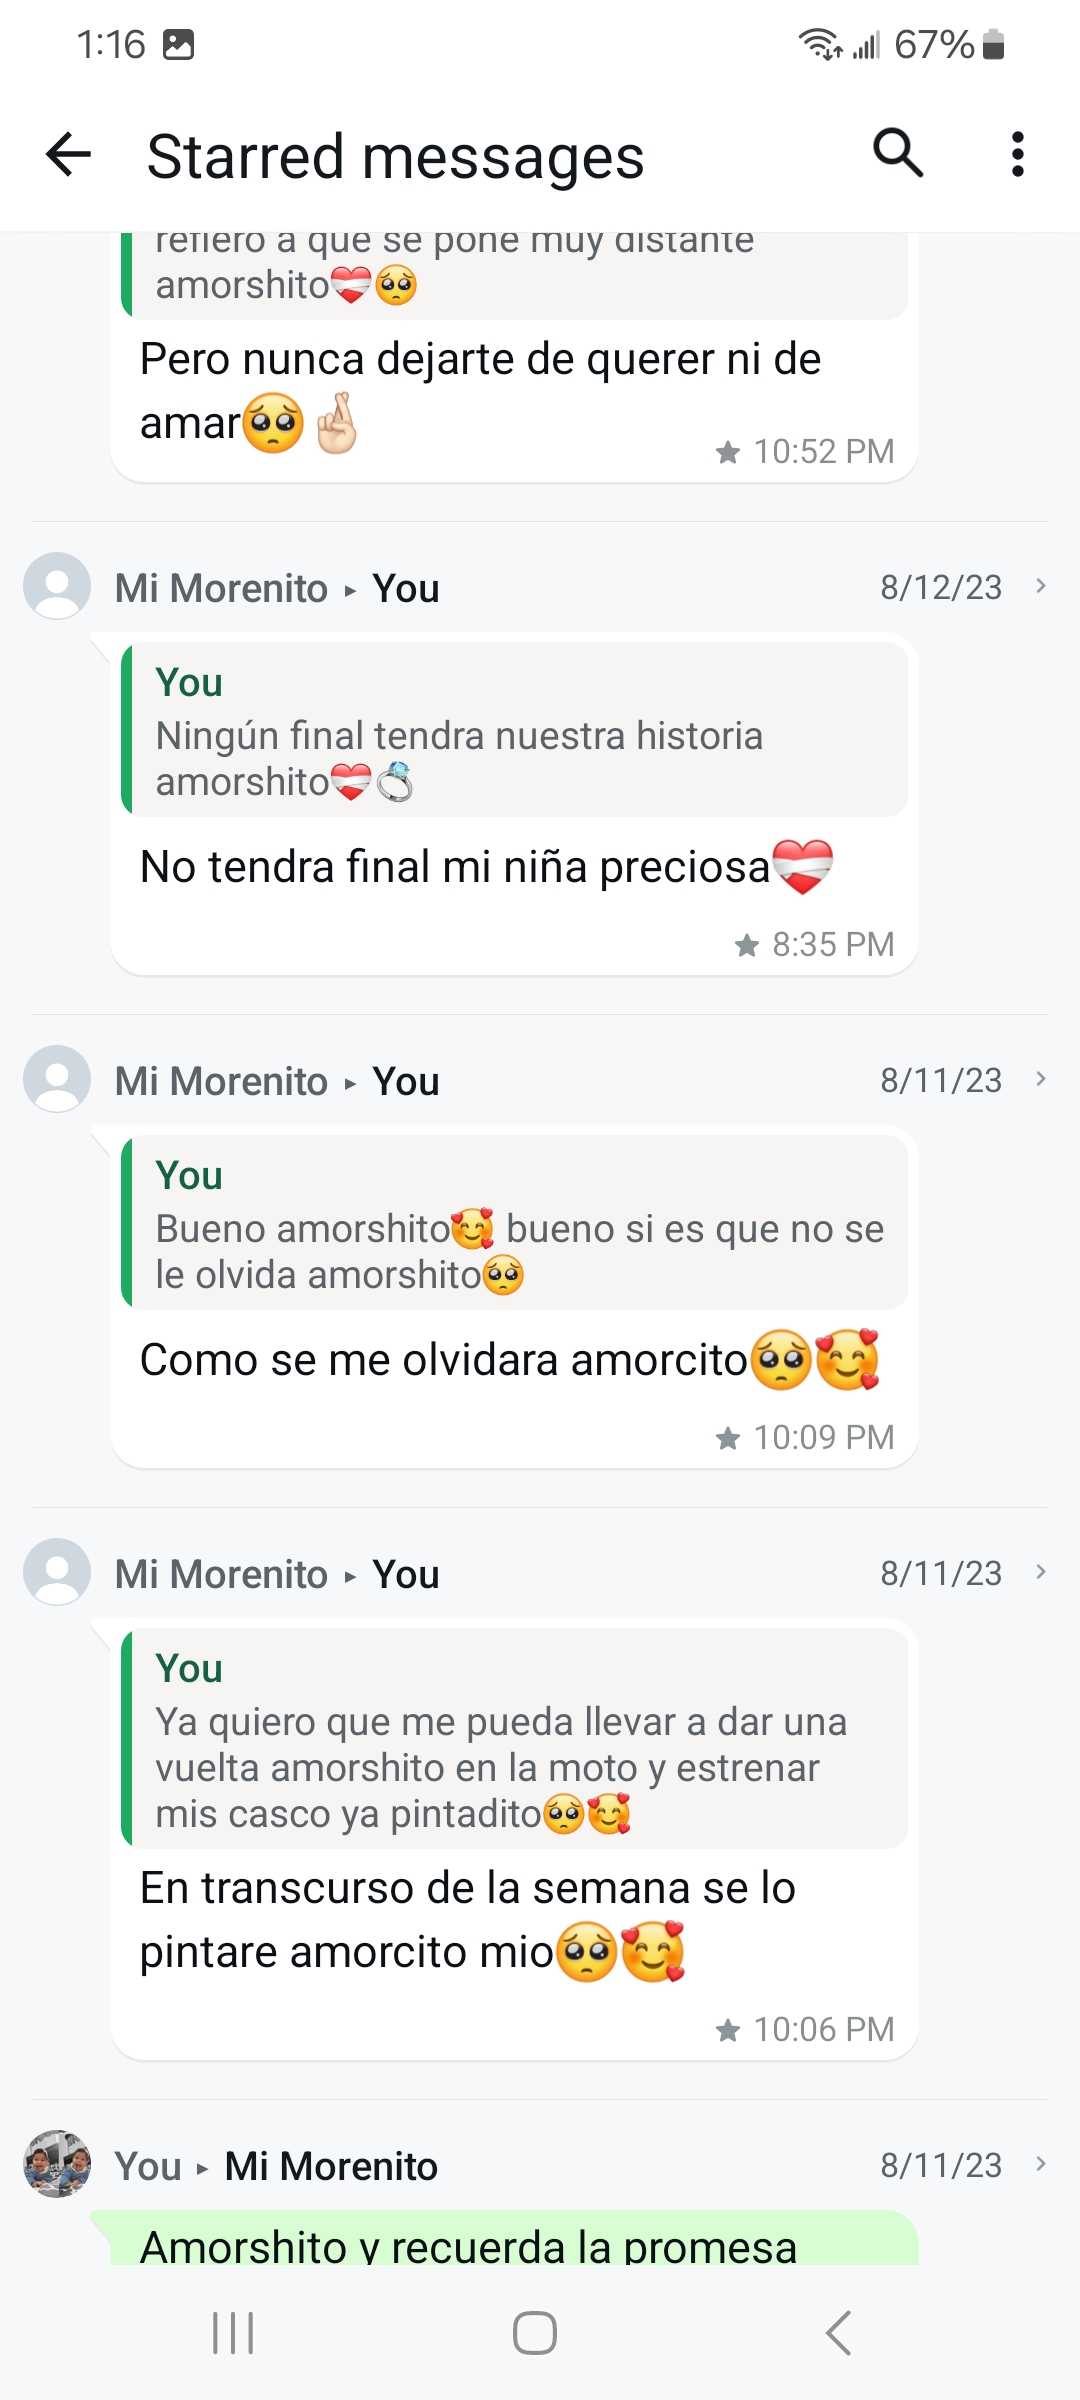 1:16
67%
Starred messages
refiero a que se pone muy distante
amorshito❤️‍🩹🥺
Pero nunca dejarte de querer ni de
amar🥺🤞🏻
10:52 PM
Mi Morenito ▸ You 8/12/23
You
Ningún final tendra nuestra historia
amorshito❤️‍🩹💍
No tendra final mi niña preciosa❤️‍🩹
8:35 PM
Mi Morenito ▸ You 8/11/23
You
Bueno amorshito🥰 bueno si es que no se
le olvida amorshito🥺
Como se me olvidara amorcito🥺🥰
10:09 PM
Mi Morenito ▸ You 8/11/23
You
Ya quiero que me pueda llevar a dar una
vuelta amorshito en la moto y estrenar
mis casco ya pintadito🥺🥰
En transcurso de la semana se lo
pintare amorcito mio🥺🥰
10:06 PM
You ▸ Mi Morenito 8/11/23
Amorshito y recuerda la promesa